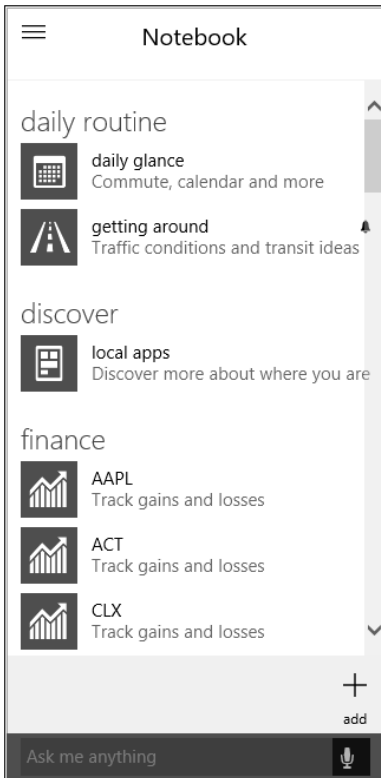 Notebook
daily routine
daily glance
Commute, calendar and more
getting around
Traffic conditions and transit ideas
discover
local apps
Discover more about where you are
finance
AAPL
Track gains and losses
ACT
Track gains and losses
CLX
Track gains and losses
add
Ask me anything